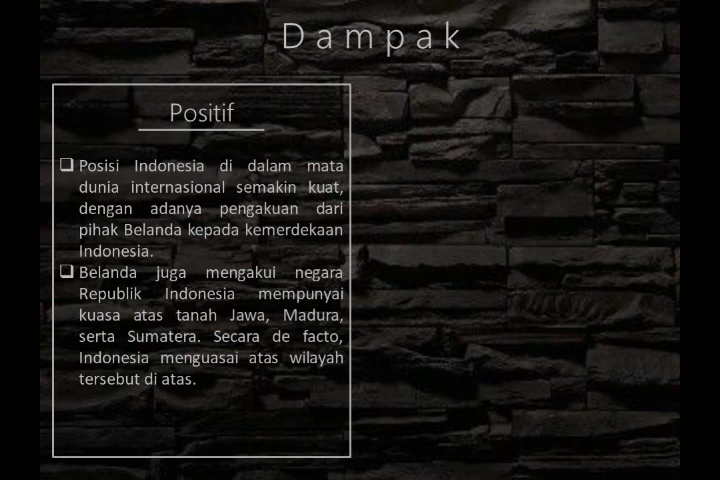 Dampak
Positif
Posisi Indonesia di dalam mata
dunia internasional semakin kuat,
dengan adanya pengakuan dari
pihak Belanda kepada kemerdekaan
Indonesia.
Belanda juga mengakui negara
Republik Indonesia mempunyai
kuasa atas tanah Jawa, Madura,
serta Sumatera. Secara de facto,
Indonesia menguasai atas wilayah
tersebut di atas.